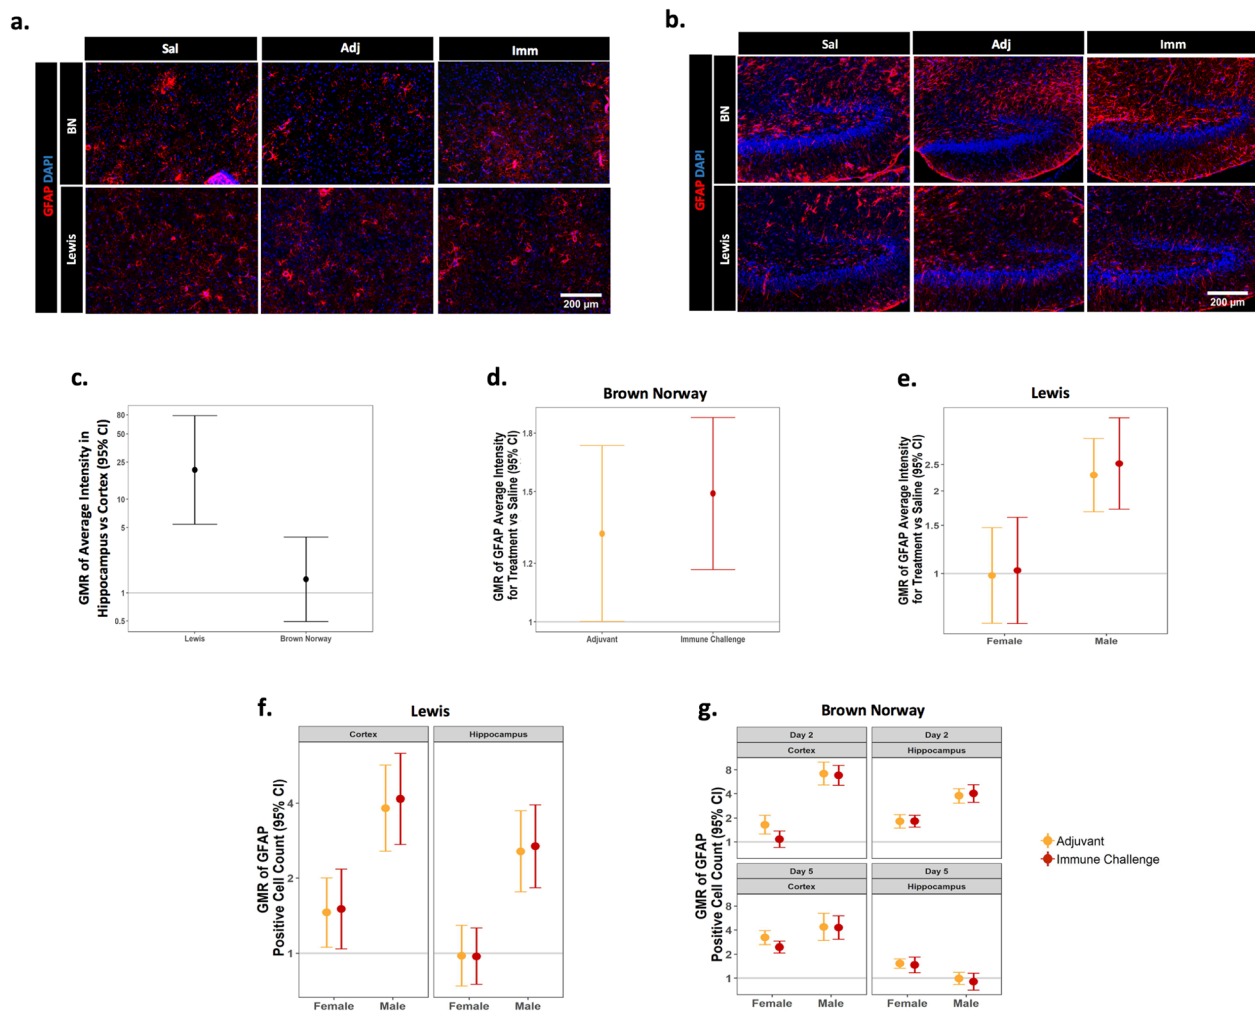 a.
Sal
Adj
Imm
GFAP DAPI
BN
Lewis
200 µm
b.
Sal
Adj
Imm
GFAP DAPI
BN
Lewis
200 µm
c.
GMR of Average Intensity in
Hippocampus vs Cortex (95% CI)
80
50
25
10
5
1
0.5
Lewis
Brown Norway
d.
Brown Norway
GMR of GFAP Average Intensity
for Treatment vs Saline (95% CI)
1.8
1.5
1.2
1
Adjuvant
Immune Challenge
e.
Lewis
GMR of GFAP Average Intensity
for Treatment vs Saline (95% CI)
2.5
2
1.5
1
Female
Male
f.
Lewis
Cortex
Hippocampus
GMR of GFAP
Positive Cell Count (95% CI)
4
2
1
Female
Male
Female
Male
g.
Brown Norway
GMR of GFAP
Positive Cell Count (95% CI)
Day 2
Day 2
Cortex
Hippocampus
8
4
2
1
Day 5
Day 5
Cortex
Hippocampus
8
4
2
1
Female
Male
Female
Male
Adjuvant
Immune Challenge